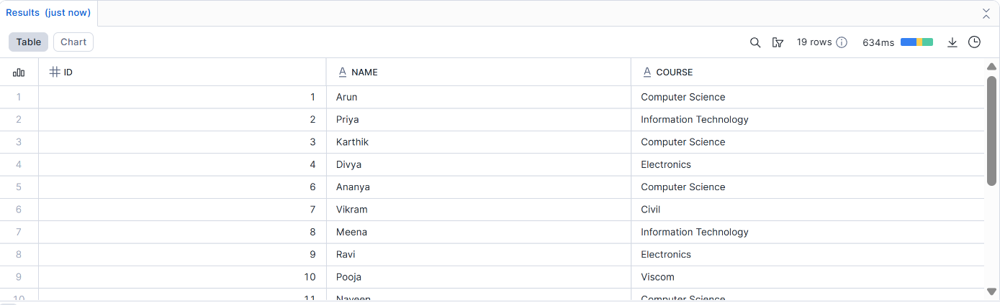 Results (just now)
Table Chart 19 rows 634ms
ID NAME COURSE
1 1 Arun Computer Science
2 2 Priya Information Technology
3 3 Karthik Computer Science
4 4 Divya Electronics
5 6 Ananya Computer Science
6 7 Vikram Civil
7 8 Meena Information Technology
8 9 Ravi Electronics
9 10 Pooja Viscom
10 11 Naveen Computer Science